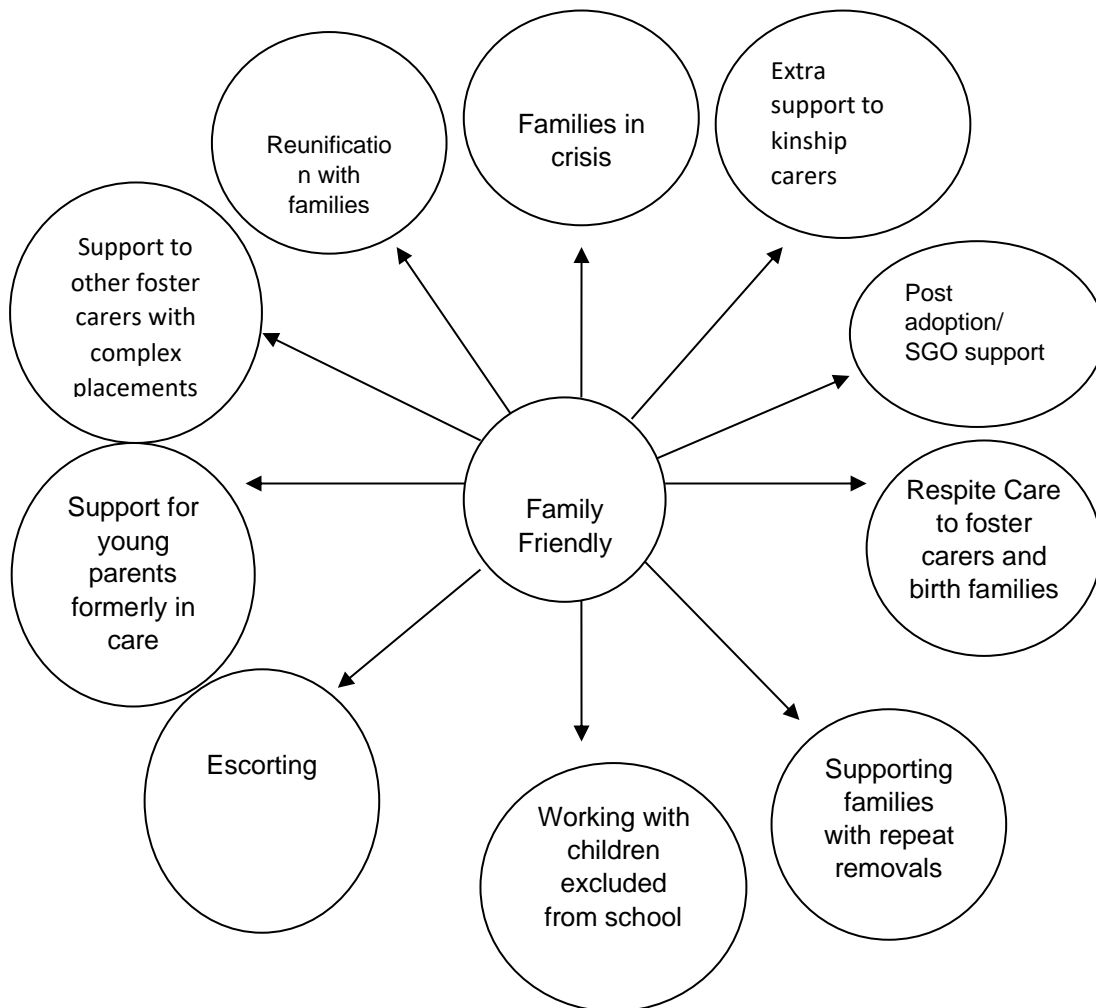 Families in
crisis
Extra
support to
kinship
carers
Reunificatio
n with
families
Support to
other foster
carers with
complex
placements
Post
adoption/
SGO support
Family
Friendly
Respite Care
to foster
carers and
birth families
Support for
young
parents
formerly in
care
Escorting
Working with
children
excluded
from school
Supporting
families
with repeat
removals